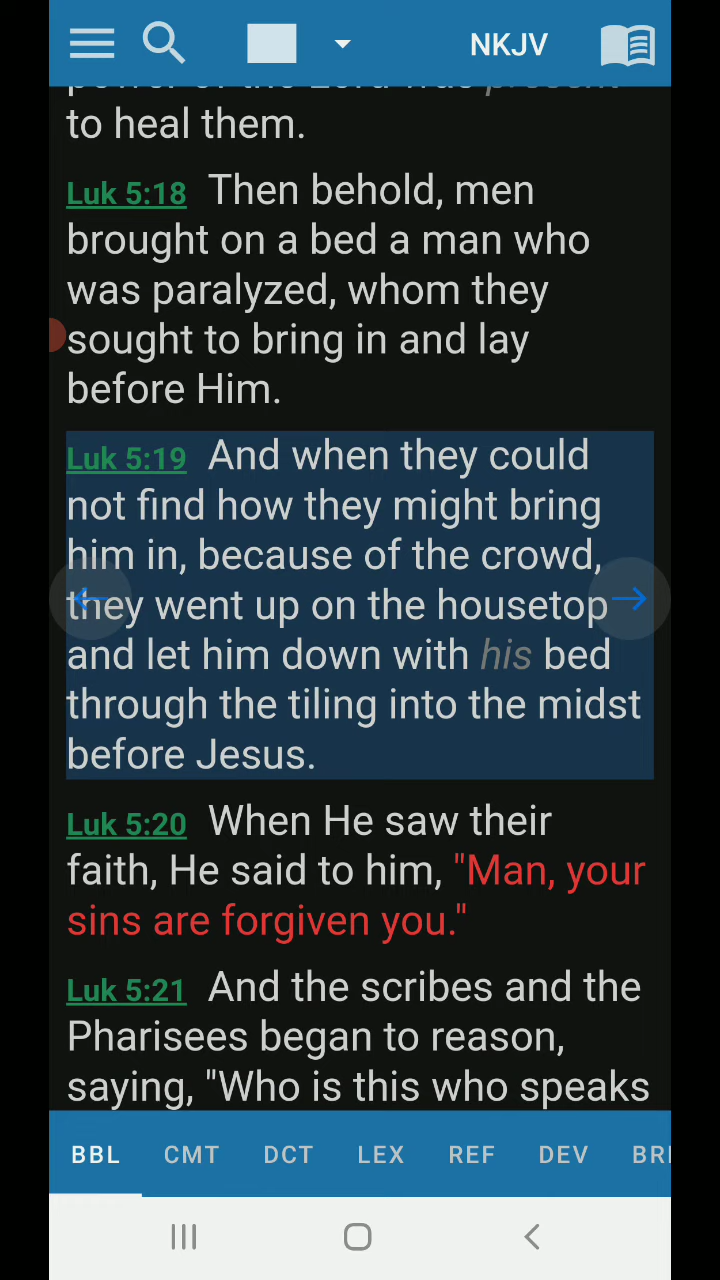 NKJV
to heal them.
Luk 5:18 Then behold, men
brought on a bed a man who
was paralyzed, whom they
sought to bring in and lay
before Him.
Luk 5:19 And when they could
not find how they might bring
him in, because of the crowd,
they went up on the housetop
and let him down with his bed
through the tiling into the midst
before Jesus.
Luk 5:20 When He saw their
faith, He said to him, "Man, your
sins are forgiven you."
Luk 5:21 And the scribes and the
Pharisees began to reason,
saying, "Who is this who speaks
BBL CMT DCT LEX REF DEV